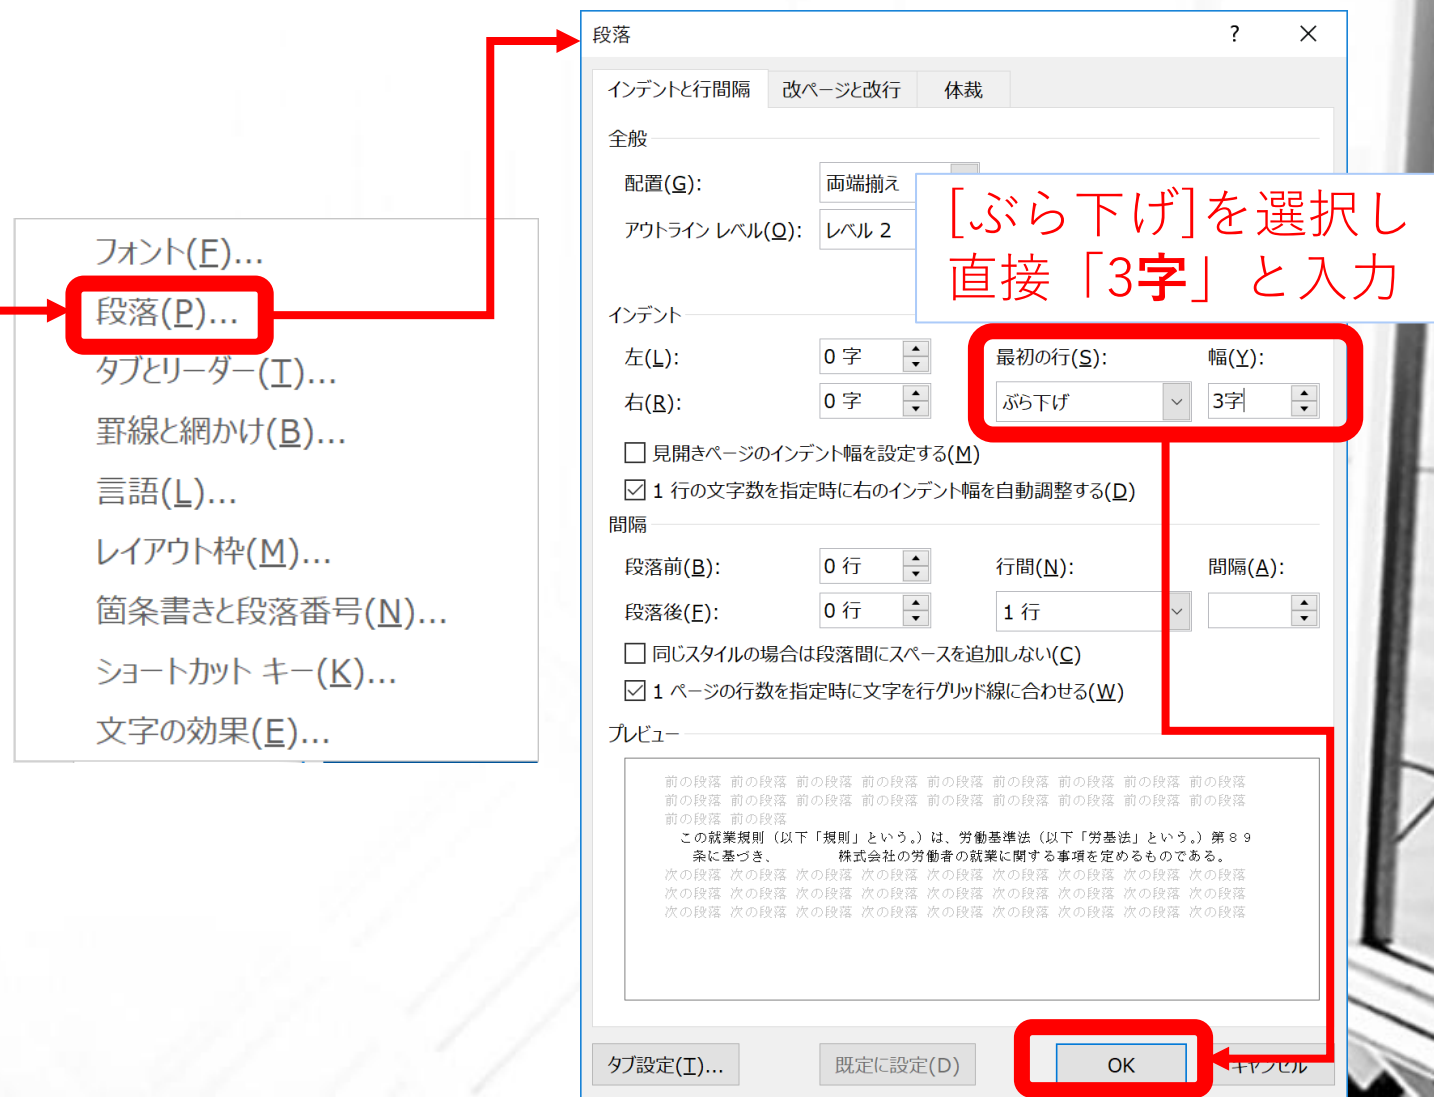 フォント(F)...
段落(P)...
タブとリーダー(T)...
罫線と網かけ(B)...
言語(L)...
レイアウト枠(M)...
箇条書きと段落番号(N)...
ショートカット キー(K)...
文字の効果(E)...
段落
? ×
インデントと行間隔 改ページと改行 体裁
全般
配置(G): 両端揃え
アウトライン レベル(O): レベル 2
[ぶら下げ]を選択し
直接「3字」と入力
インデント
左(L): 0 字 最初の行(S): 幅(Y):
右(R): 0 字 ぶら下げ 3字
見開きページのインデント幅を設定する(M)
1 行の文字数を指定時に右のインデント幅を自動調整する(D)
間隔
段落前(B): 0 行 行間(N): 間隔(A):
段落後(F): 0 行 1 行
同じスタイルの場合は段落間にスペースを追加しない(C)
1 ページの行数を指定時に文字を行グリッド線に合わせる(W)
プレビュー
前の段落 前の段落 前の段落 前の段落 前の段落 前の段落 前の段落 前の段落 前の段落
前の段落 前の段落 前の段落 前の段落 前の段落 前の段落 前の段落 前の段落 前の段落
前の段落 前の段落
この就業規則（以下「規則」という。）は、労働基準法（以下「労基法」という。）第８９
条に基づき、　　　　株式会社の労働者の就業に関する事項を定めるものである。
次の段落 次の段落 次の段落 次の段落 次の段落 次の段落 次の段落 次の段落 次の段落
次の段落 次の段落 次の段落 次の段落 次の段落 次の段落 次の段落 次の段落 次の段落
次の段落 次の段落 次の段落 次の段落 次の段落 次の段落 次の段落 次の段落 次の段落
タブ設定(T)... 既定に設定(D) OK キャンセル